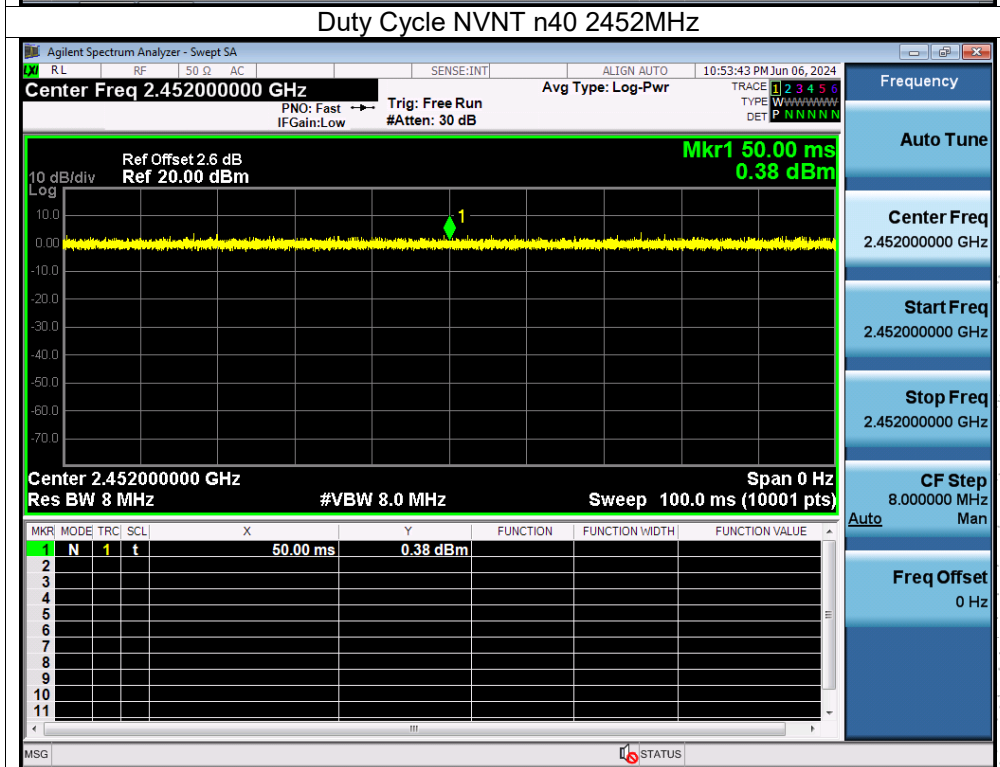 Duty Cycle NVNT n40 2452MHz
Agilent Spectrum Analyzer - Swept SA
LXI RL RF 50 Ω AC SENSE:INT ALIGN AUTO 10:53:43 PM Jun 06, 2024
Center Freq 2.452000000 GHz
PNO: Fast
IFGain:Low
Trig: Free Run
#Atten: 30 dB
Avg Type: Log-Pwr
TRACE 1 2 3 4 5 6
TYPE WWWWWW
DET P N N N N N
Mkr1 50.00 ms
0.38 dBm
Ref Offset 2.6 dB
10 dB/div Ref 20.00 dBm
Log
10.0
1
0.00
-10.0
-20.0
-30.0
-40.0
-50.0
-60.0
-70.0
Center 2.452000000 GHz Span 0 Hz
Res BW 8 MHz #VBW 8.0 MHz Sweep 100.0 ms (10001 pts)
MKR MODE TRC SCL X Y FUNCTION FUNCTION WIDTH FUNCTION VALUE
1 N 1 t 50.00 ms 0.38 dBm
2
3
4
5
6
7
8
9
10
11
MSG STATUS
Frequency
Auto Tune
Center Freq
2.452000000 GHz
Start Freq
2.452000000 GHz
Stop Freq
2.452000000 GHz
CF Step
8.000000 MHz
Auto Man
Freq Offset
0 Hz